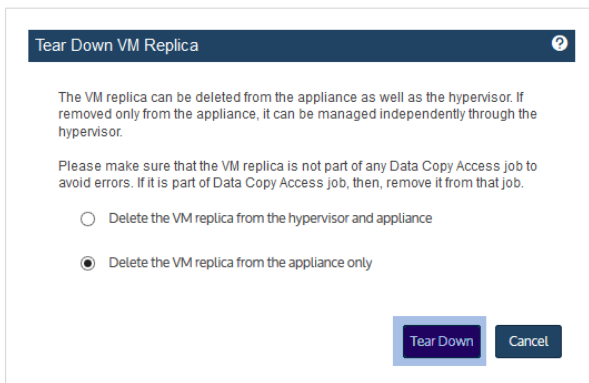 Tear Down VM Replica ?
The VM replica can be deleted from the appliance as well as the hypervisor. If
removed only from the appliance, it can be managed independently through the
hypervisor.
Please make sure that the VM replica is not part of any Data Copy Access job to
avoid errors. If it is part of Data Copy Access job, then, remove it from that job.
Delete the VM replica from the hypervisor and appliance
Delete the VM replica from the appliance only
Tear Down Cancel